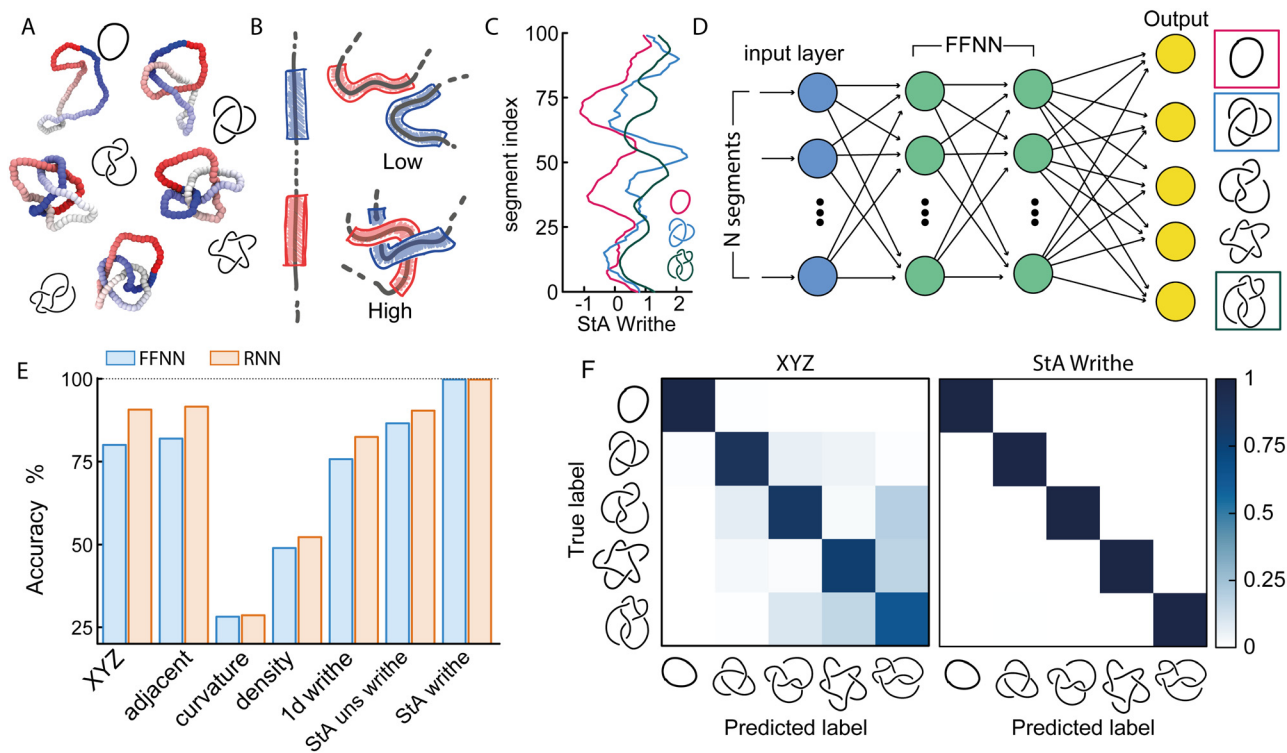 A
B
Low
High
C
segment index
100
75
50
25
0
-1 0 1 2
StA Writhe
D
input layer
FFNN
Output
N segments
E
FFNN RNN
Accuracy %
100
75
50
25
XYZ
adjacent
curvature
density
1d writhe
StA uns writhe
StA writhe
F
XYZ
StA Writhe
True label
Predicted label
Predicted label
1
0.75
0.5
0.25
0